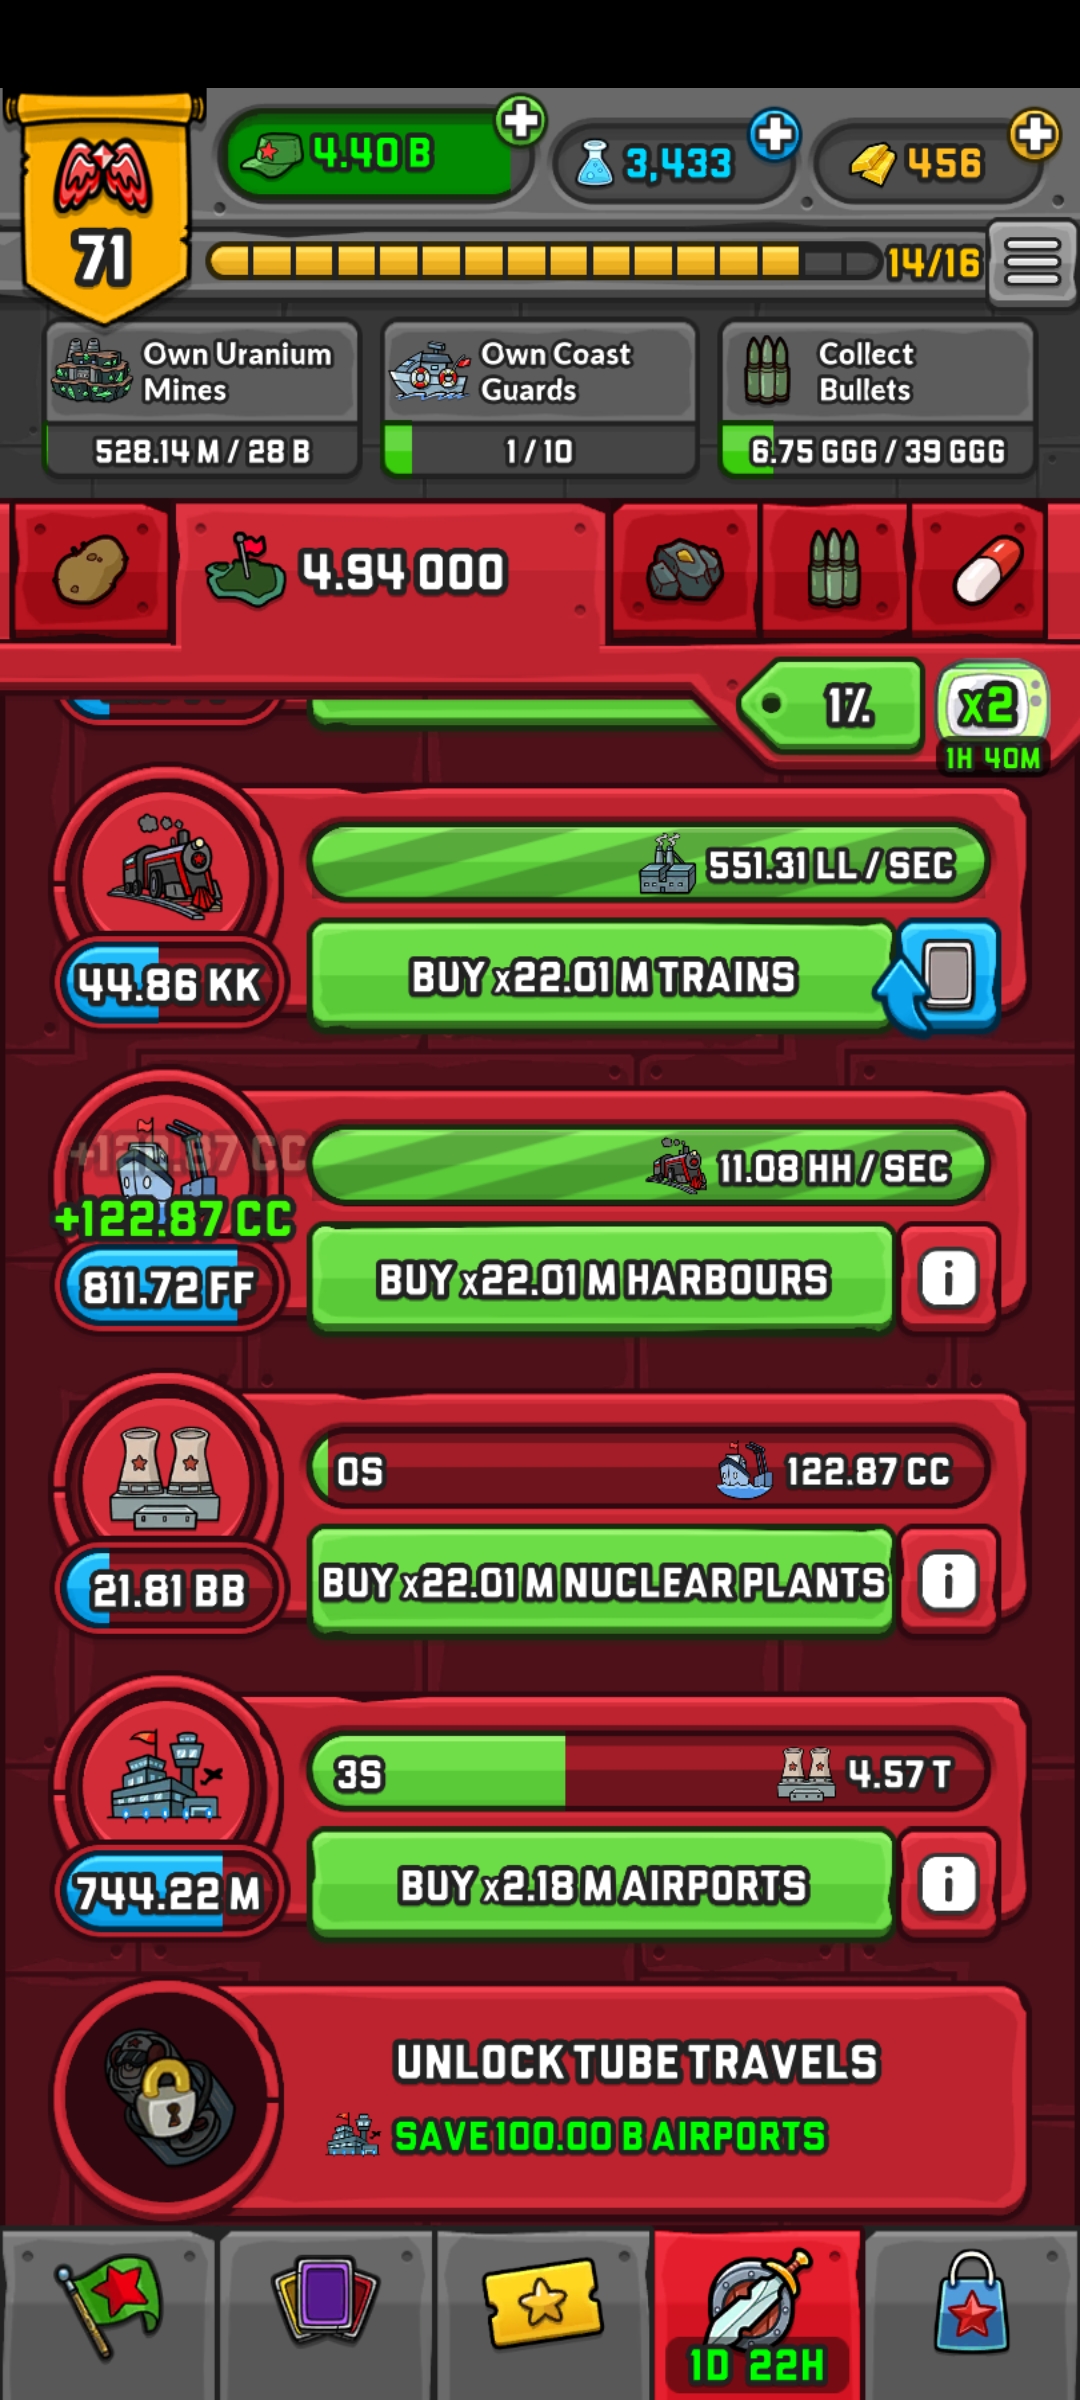 71
4.40 B
3,433
456
14/16
Own Uranium
Mines
528.14 M / 28 B
Own Coast
Guards
1 / 10
Collect
Bullets
6.75 GGG / 39 GGG
4.94 000
1%
x2
1H 40M
551.31 LL / SEC
44.86 KK
BUY x22.01 M TRAINS
+122.87 CC
11.08 HH / SEC
+122.87 CC
811.72 FF
BUY x22.01 M HARBOURS
0S
122.87 CC
21.81 BB
BUY x22.01 M NUCLEAR PLANTS
3S
4.57 T
744.22 M
BUY x2.18 M AIRPORTS
UNLOCK TUBE TRAVELS
SAVE 100.00 B AIRPORTS
1D 22H